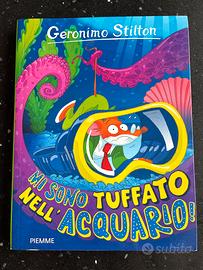 Geronimo Stilton
MI SONO TUFFATO
NELL'ACQUARIO!
PIEMME
subito